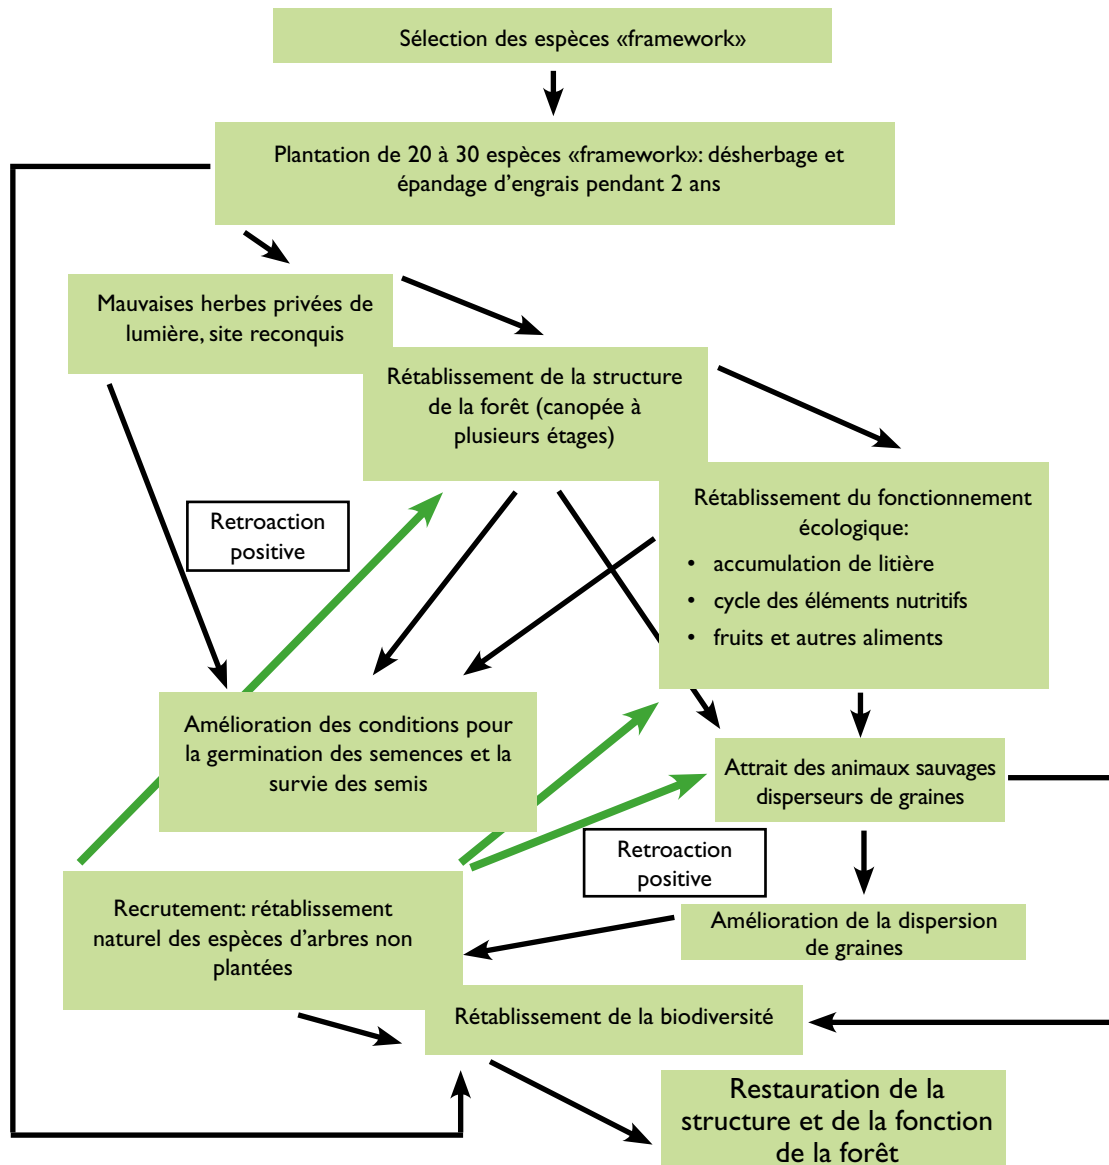 Sélection des espèces «framework»
Plantation de 20 à 30 espèces «framework»: désherbage et
épandage d'engrais pendant 2 ans
Mauvaises herbes privées de
lumière, site reconquis
Rétablissement de la structure
de la forêt (canopée à
plusieurs étages)
Retroaction
positive
Rétablissement du fonctionnement
écologique:
• accumulation de litière
• cycle des éléments nutritifs
• fruits et autres aliments
Amélioration des conditions pour
la germination des semences et la
survie des semis
Attrait des animaux sauvages
disperseurs de graines
Retroaction
positive
Recrutement: rétablissement
naturel des espèces d'arbres non
plantées
Amélioration de la dispersion
de graines
Rétablissement de la biodiversité
Restauration de la
structure et de la fonction
de la forêt